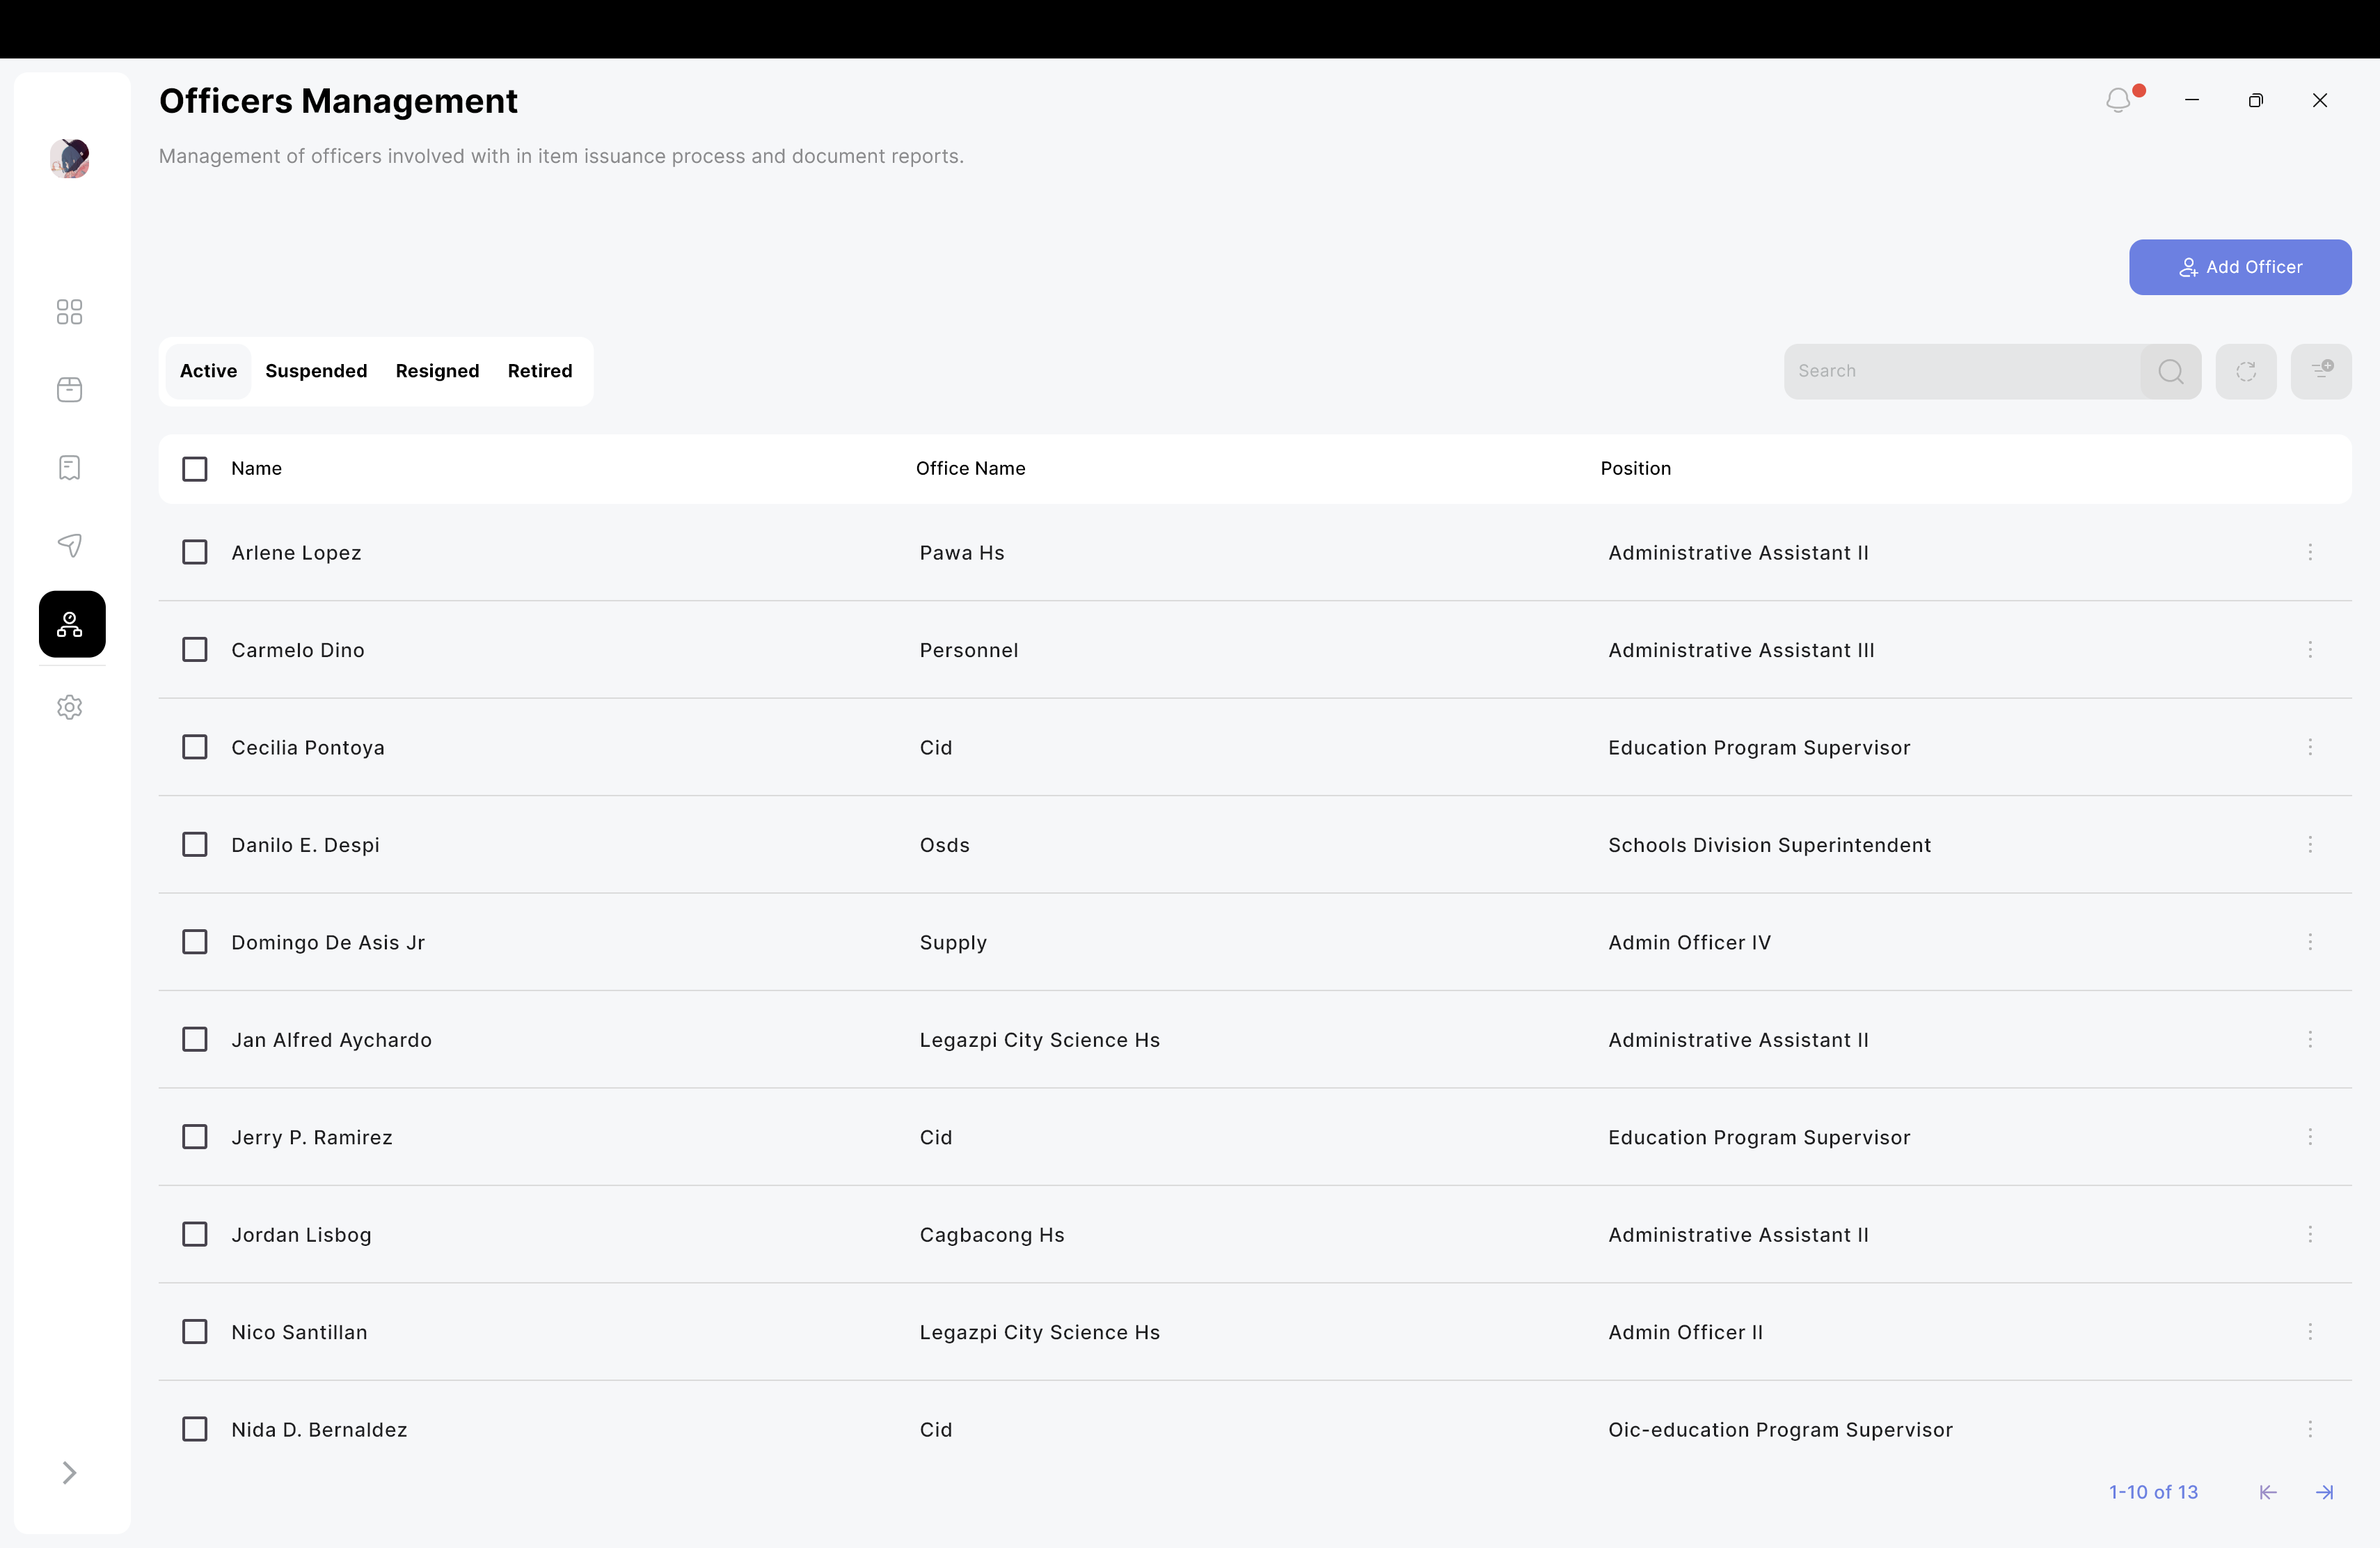 Officers Management
Management of officers involved with in item issuance process and document reports.
Add Officer
Active Suspended Resigned Retired
Search
Name Office Name Position
Arlene Lopez Pawa Hs Administrative Assistant II
Carmelo Dino Personnel Administrative Assistant III
Cecilia Pontoya Cid Education Program Supervisor
Danilo E. Despi Osds Schools Division Superintendent
Domingo De Asis Jr Supply Admin Officer IV
Jan Alfred Aychardo Legazpi City Science Hs Administrative Assistant II
Jerry P. Ramirez Cid Education Program Supervisor
Jordan Lisbog Cagbacong Hs Administrative Assistant II
Nico Santillan Legazpi City Science Hs Admin Officer II
Nida D. Bernaldez Cid Oic-education Program Supervisor
1-10 of 13